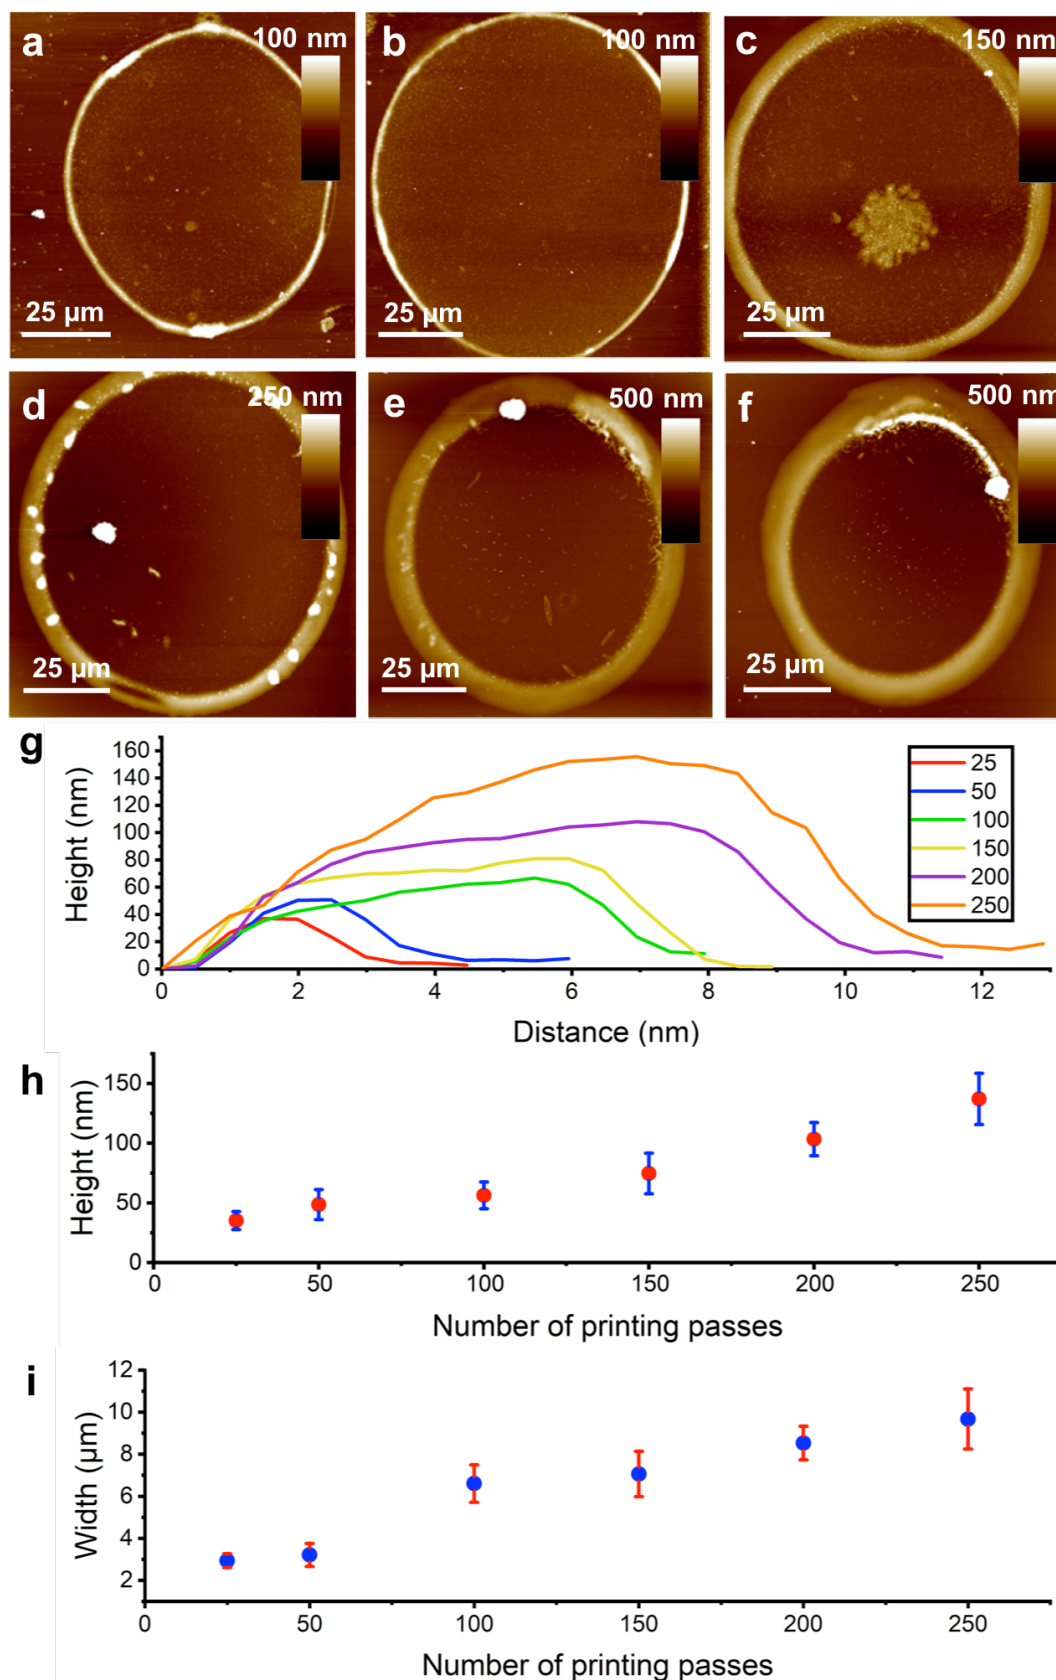 a
100 nm
25 µm
b
100 nm
25 µm
c
150 nm
25 µm
d
250 nm
25 µm
e
500 nm
25 µm
f
500 nm
25 µm
g
Height (nm)
160
140
120
100
80
60
40
20
0
0 2 4 6 8 10 12
Distance (nm)
25
50
100
150
200
250
h
Height (nm)
150
100
50
0
0 50 100 150 200 250
Number of printing passes
i
Width (µm)
12
10
8
6
4
2
0 50 100 150 200 250
Number of printing passes